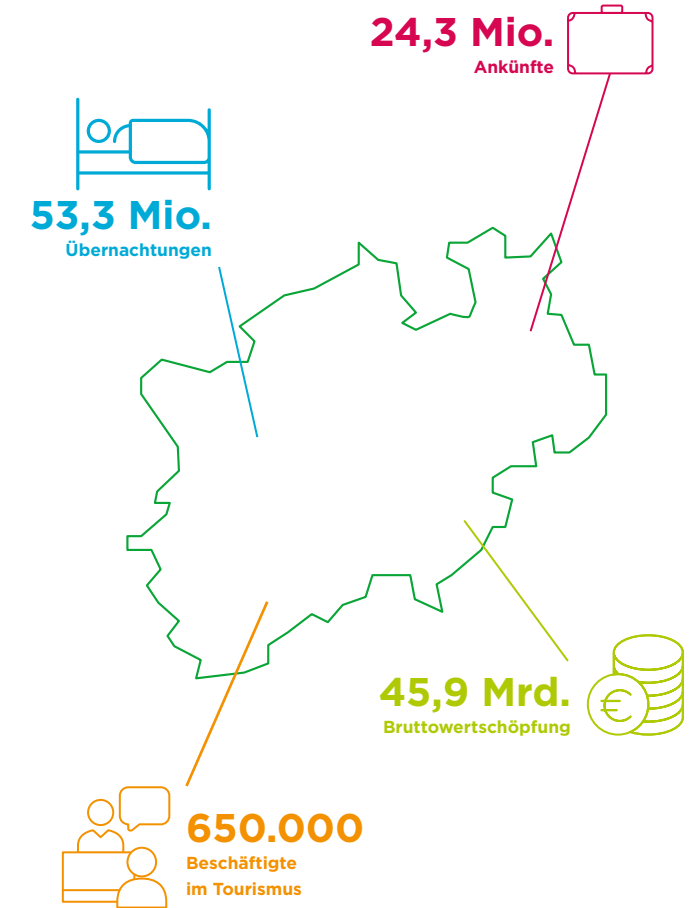 24,3 Mio.
Ankünfte
53,3 Mio.
Übernachtungen
45,9 Mrd.
Bruttowertschöpfung
€
650.000
Beschäftigte
im Tourismus